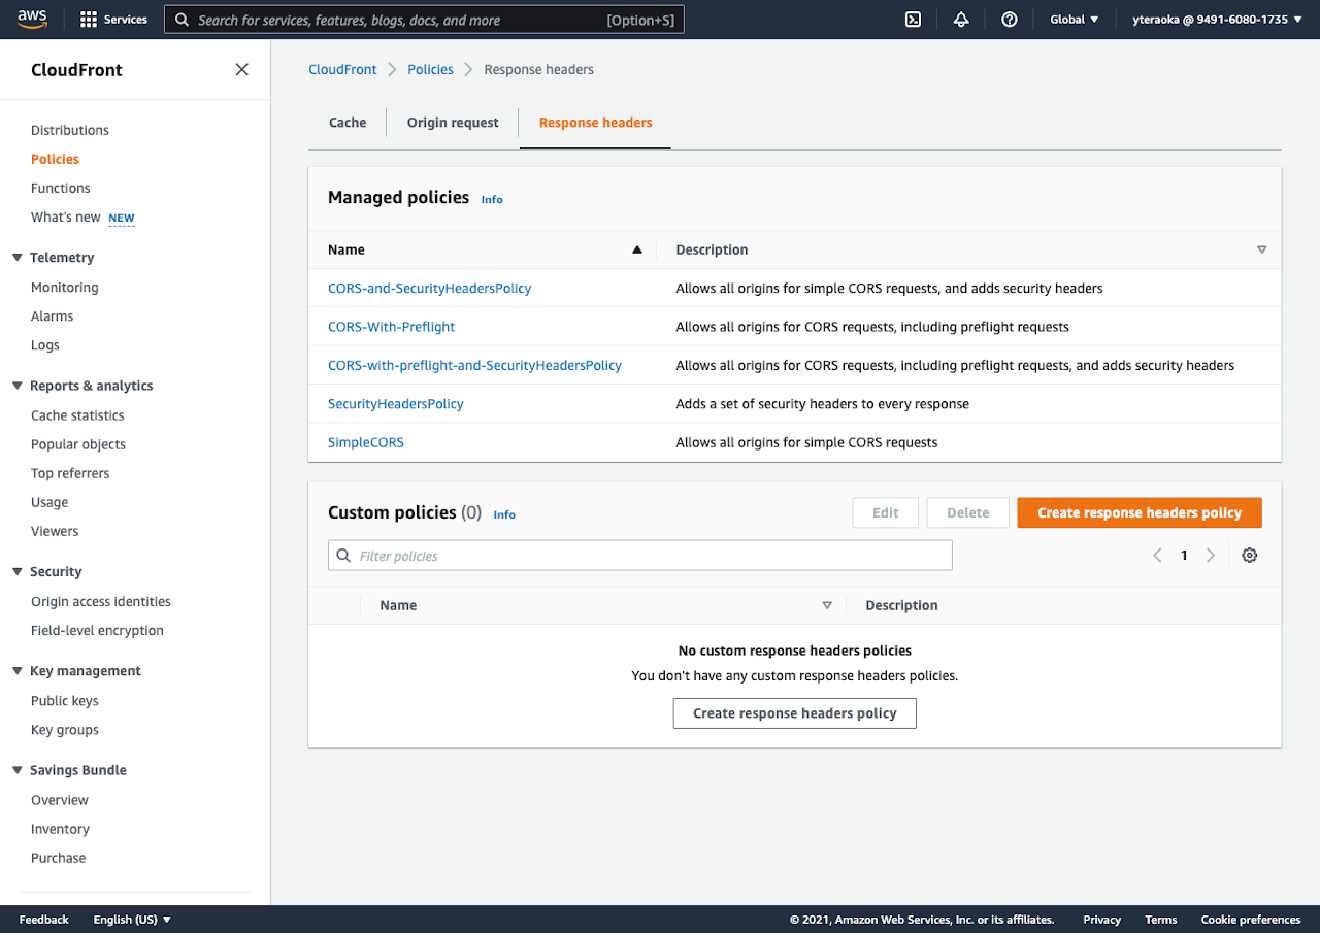 aws
Services
Search for services, features, blogs, docs, and more
[Option+S]
Global
yteraoka @ 9491-6080-1735
CloudFront
Distributions
Policies
Functions
What's new NEW
Telemetry
Monitoring
Alarms
Logs
Reports & analytics
Cache statistics
Popular objects
Top referrers
Usage
Viewers
Security
Origin access identities
Field-level encryption
Key management
Public keys
Key groups
Savings Bundle
Overview
Inventory
Purchase
CloudFront
Policies
Response headers
Cache
Origin request
Response headers
Managed policies Info
Name
Description
CORS-and-SecurityHeadersPolicy
Allows all origins for simple CORS requests, and adds security headers
CORS-With-Preflight
Allows all origins for CORS requests, including preflight requests
CORS-with-preflight-and-SecurityHeadersPolicy
Allows all origins for CORS requests, including preflight requests, and adds security headers
SecurityHeadersPolicy
Adds a set of security headers to every response
SimpleCORS
Allows all origins for simple CORS requests
Custom policies (0) Info
Edit
Delete
Create response headers policy
Filter policies
1
Name
Description
No custom response headers policies
You don't have any custom response headers policies.
Create response headers policy
Feedback
English (US)
© 2021, Amazon Web Services, Inc. or its affiliates.
Privacy
Terms
Cookie preferences